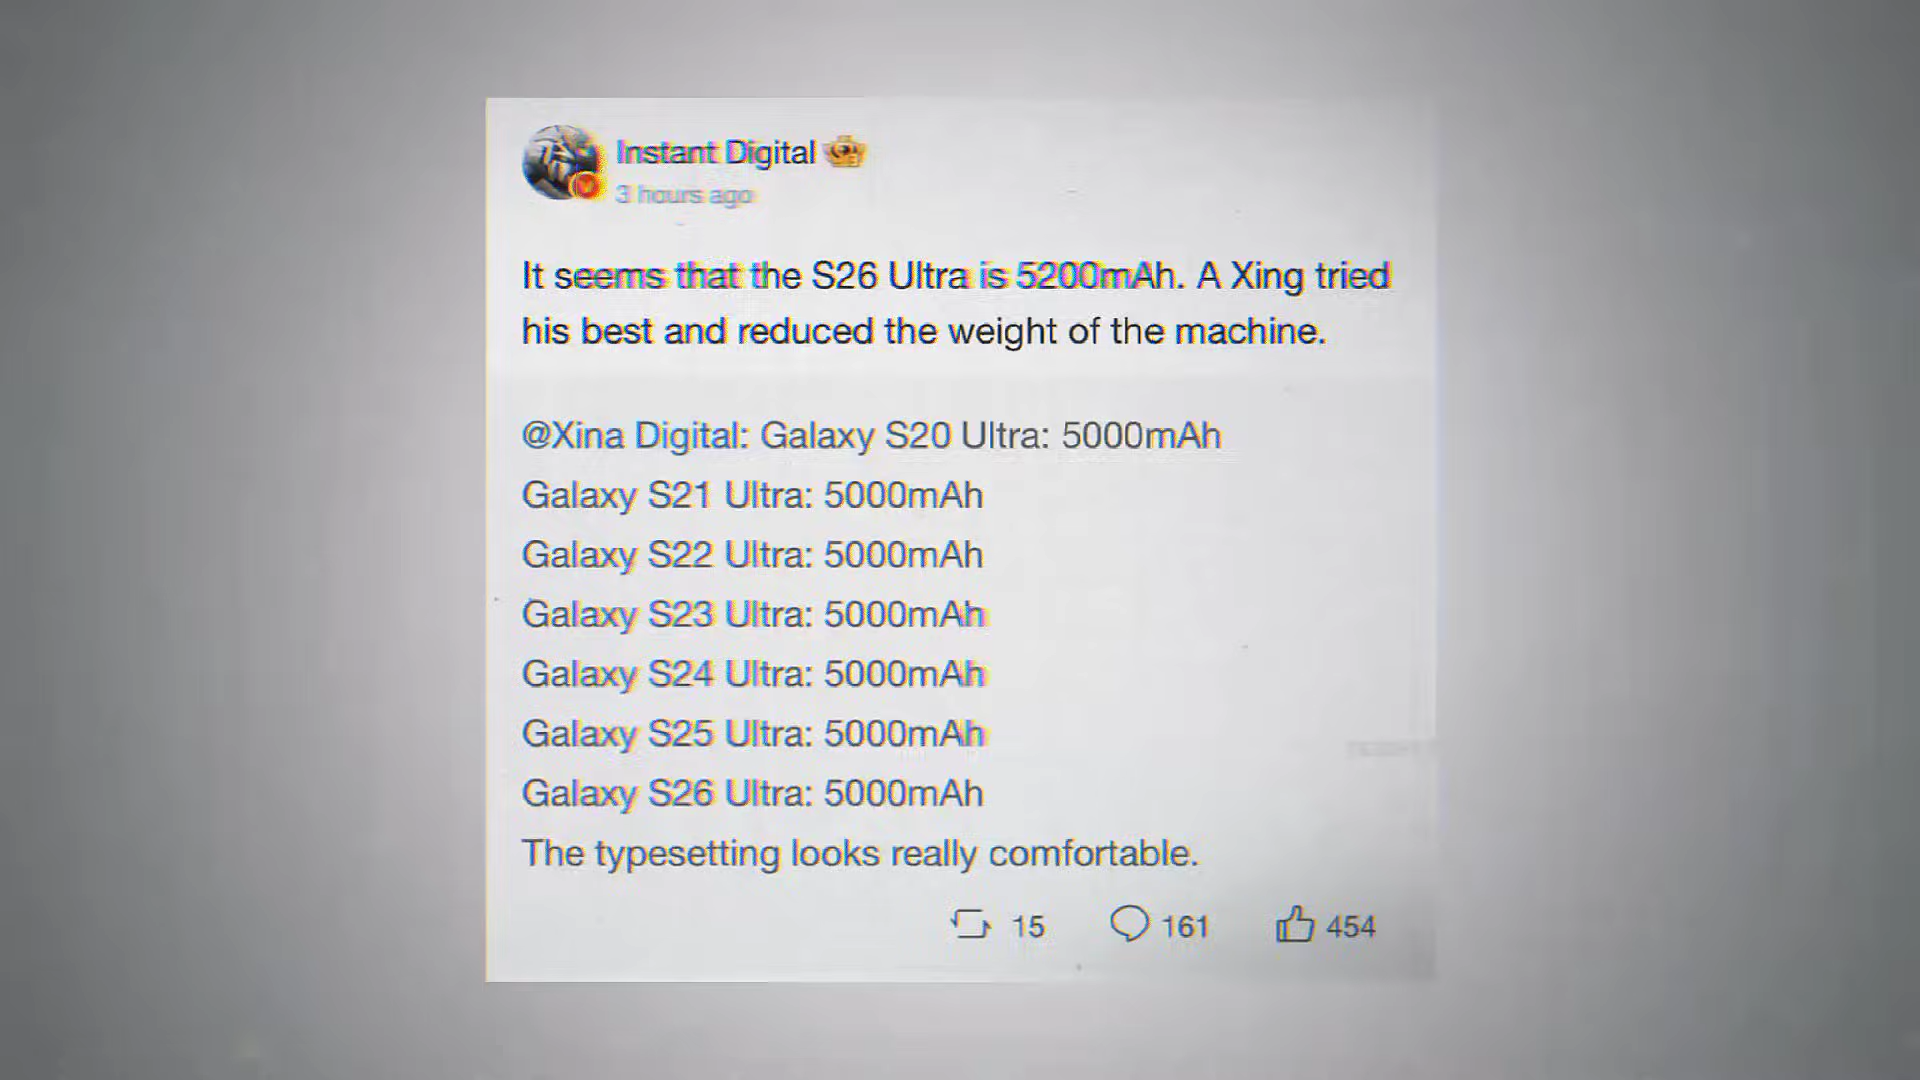 Instant Digital
3 hours ago
It seems that the S26 Ultra is 5200mAh. A Xing tried
his best and reduced the weight of the machine.
@Xina Digital: Galaxy S20 Ultra: 5000mAh
Galaxy S21 Ultra: 5000mAh
Galaxy S22 Ultra: 5000mAh
Galaxy S23 Ultra: 5000mAh
Galaxy S24 Ultra: 5000mAh
Galaxy S25 Ultra: 5000mAh
Galaxy S26 Ultra: 5000mAh
The typesetting looks really comfortable.
15 161 454